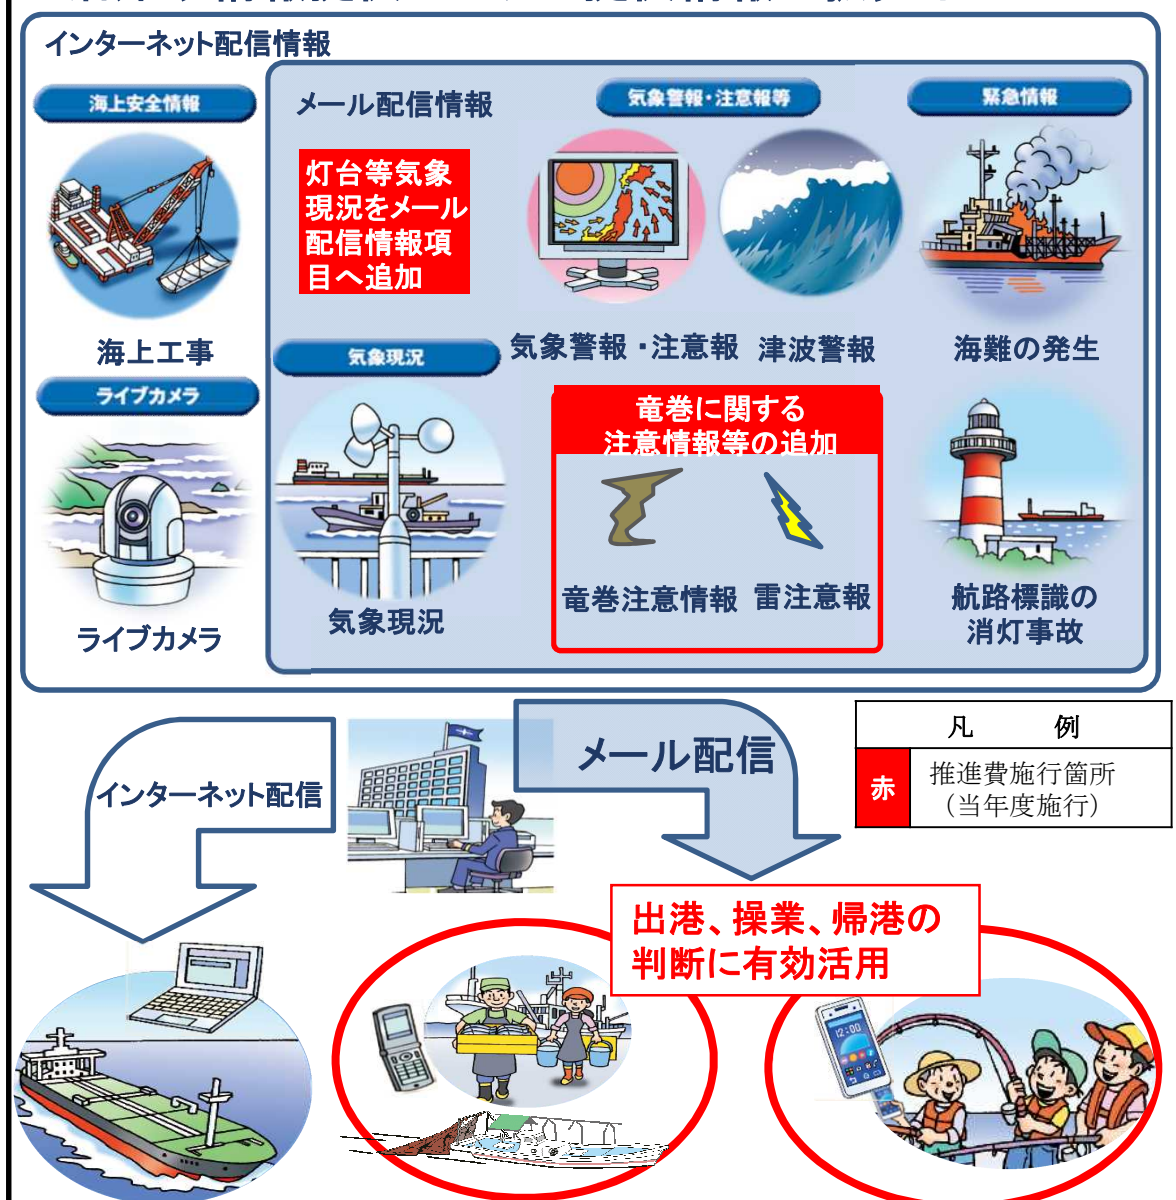 インターネット配信情報
海上安全情報
メール配信情報
気象警報・注意報等
緊急情報
灯台等気象
現況をメール
配信情報項
目へ追加
海上工事
気象現況
気象警報・注意報
津波警報
海難の発生
ライブカメラ
竜巻に関する
注意情報等の追加
竜巻注意情報
雷注意報
航路標識の
消灯事故
気象現況
ライブカメラ
インターネット配信
メール配信
凡 例
赤
推進費施行箇所
（当年度施行）
出港、操業、帰港の
判断に有効活用
12:00